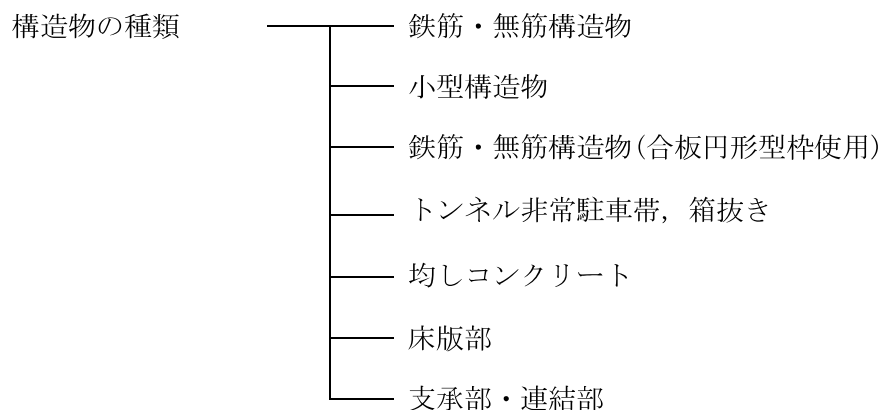 構造物の種類
鉄筋・無筋構造物
小型構造物
鉄筋・無筋構造物(合板円形型枠使用)
トンネル非常駐車帯，箱抜き
均しコンクリート
床版部
支承部・連結部